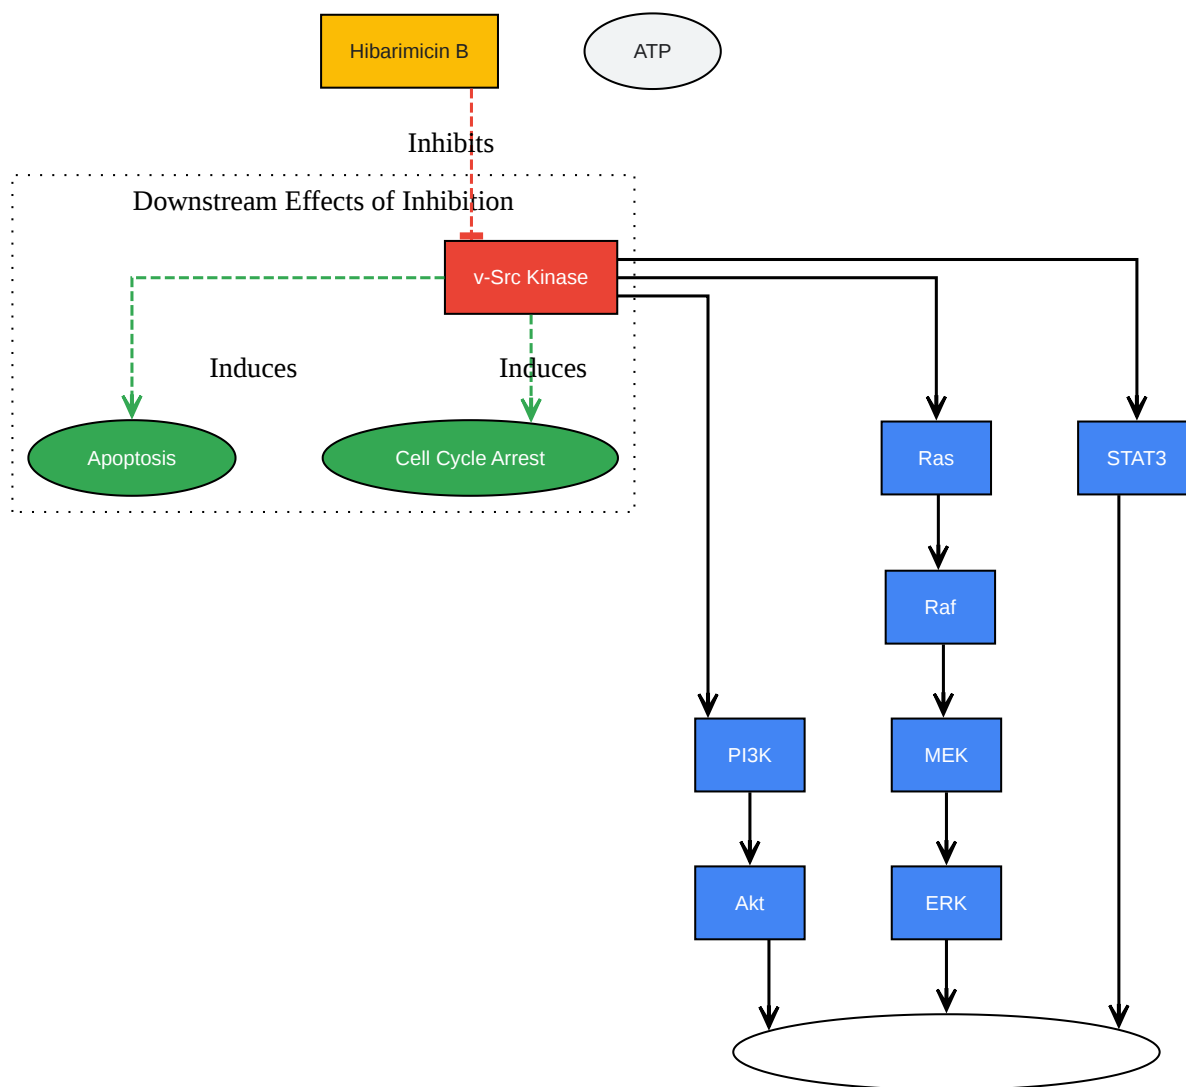 Hibarimicin B
ATP
Inhibits
Downstream Effects of Inhibition
v-Src Kinase
Induces
Induces
Apoptosis
Cell Cycle Arrest
Ras
STAT3
Raf
PI3K
MEK
Akt
ERK